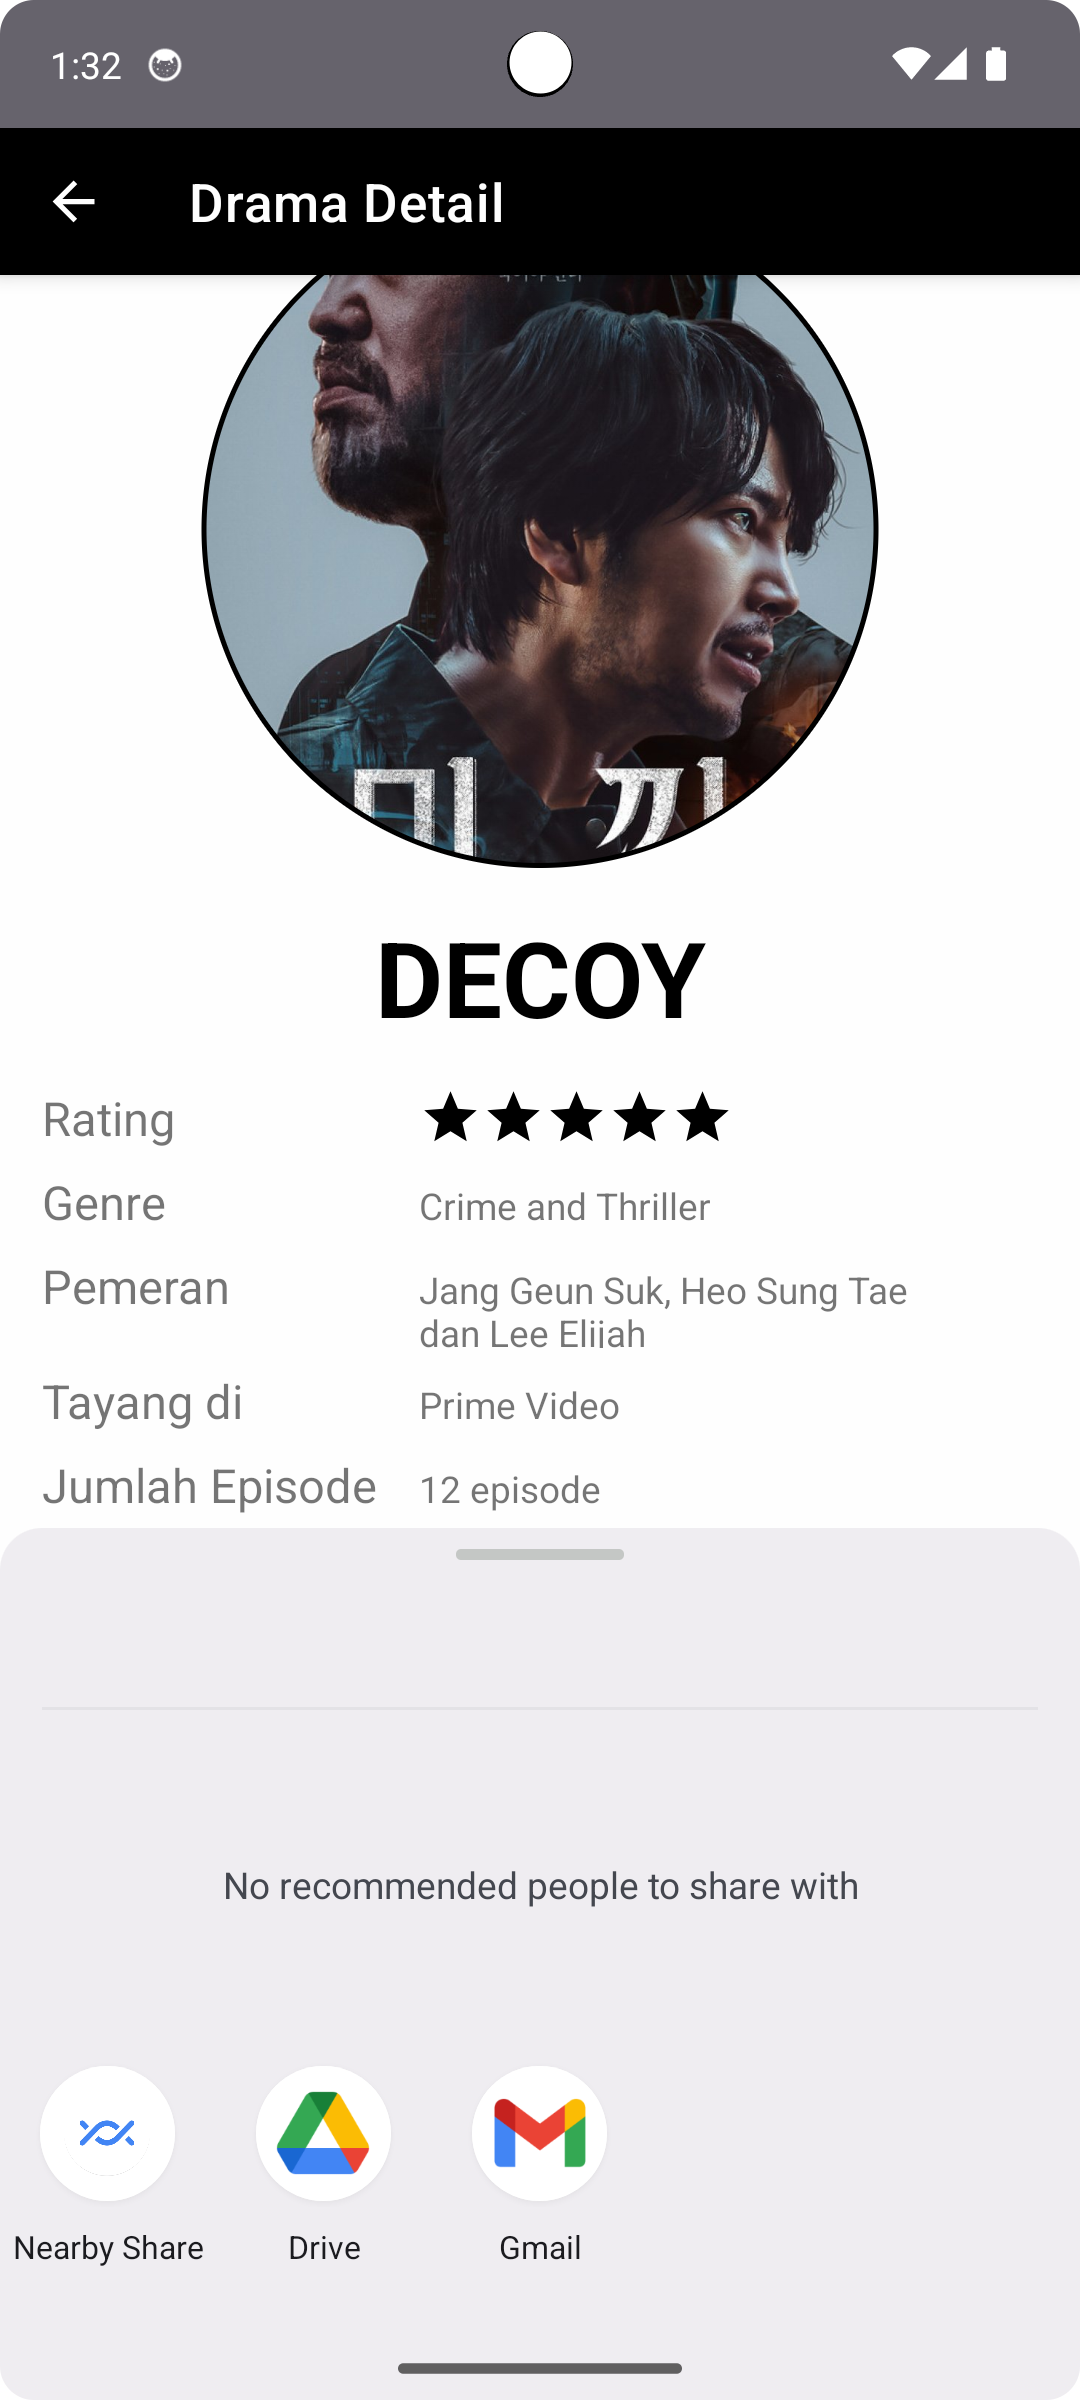 1:32
Drama Detail
DECOY
Rating
Genre
Crime and Thriller
Pemeran
Jang Geun Suk, Heo Sung Tae
dan Lee Elijah
Tayang di
Prime Video
Jumlah Episode
12 episode
No recommended people to share with
Nearby Share
Drive
Gmail